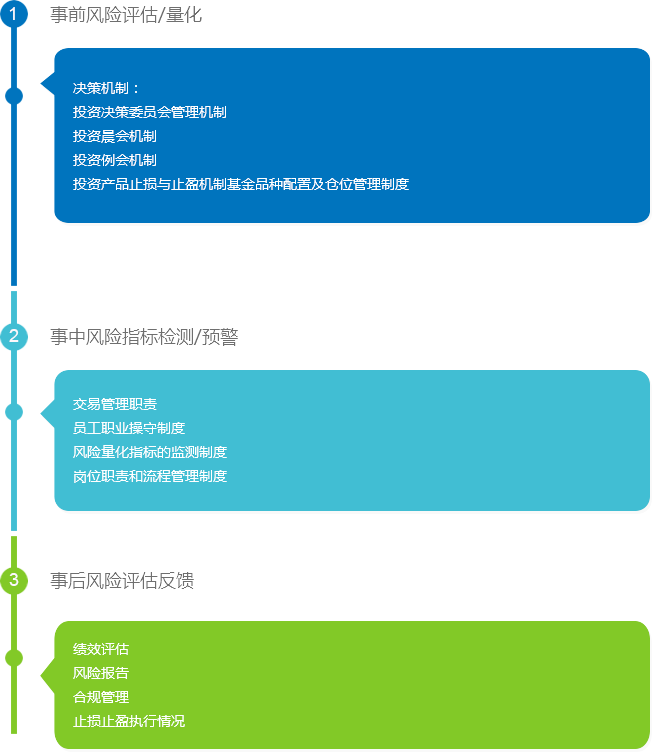 1
事前风险评估/量化
决策机制：
投资决策委员会管理机制
投资晨会机制
投资例会机制
投资产品止损与止盈机制基金品种配置及仓位管理制度
2
事中风险指标检测/预警
交易管理职责
员工职业操守制度
风险量化指标的监测制度
岗位职责和流程管理制度
3
事后风险评估反馈
绩效评估
风险报告
合规管理
止损止盈执行情况